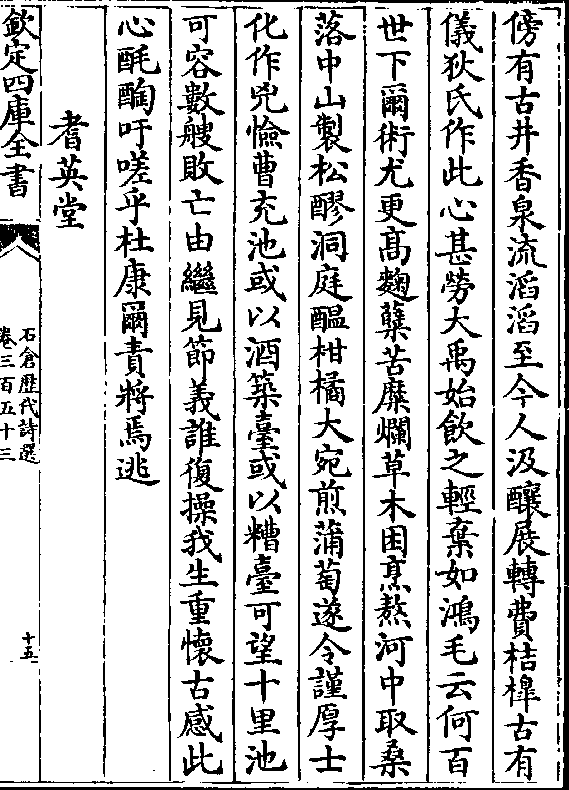 傍有古井香泉流滔滔至今人汲釀展轉費桔橰古有
儀狄氏作此心甚勞大禹始飲之輕棄如鴻毛云何百
世下爾術尤更髙麴糵苦糜爛草木困烹熬河中取桑
落中山製松醪洞庭醖柑橘大宛煎蒲萄遂令謹厚士
化作兇憸曹充池或以酒築臺或以糟臺可望十里池
可容數艘敗亡由繼見節義誰復操我生重懐古感此
心酕醄吁嗟乎杜康爾責將焉逃
耆英堂
欽定四庫全書
石倉歴代詩選
卷三百五十三
十五